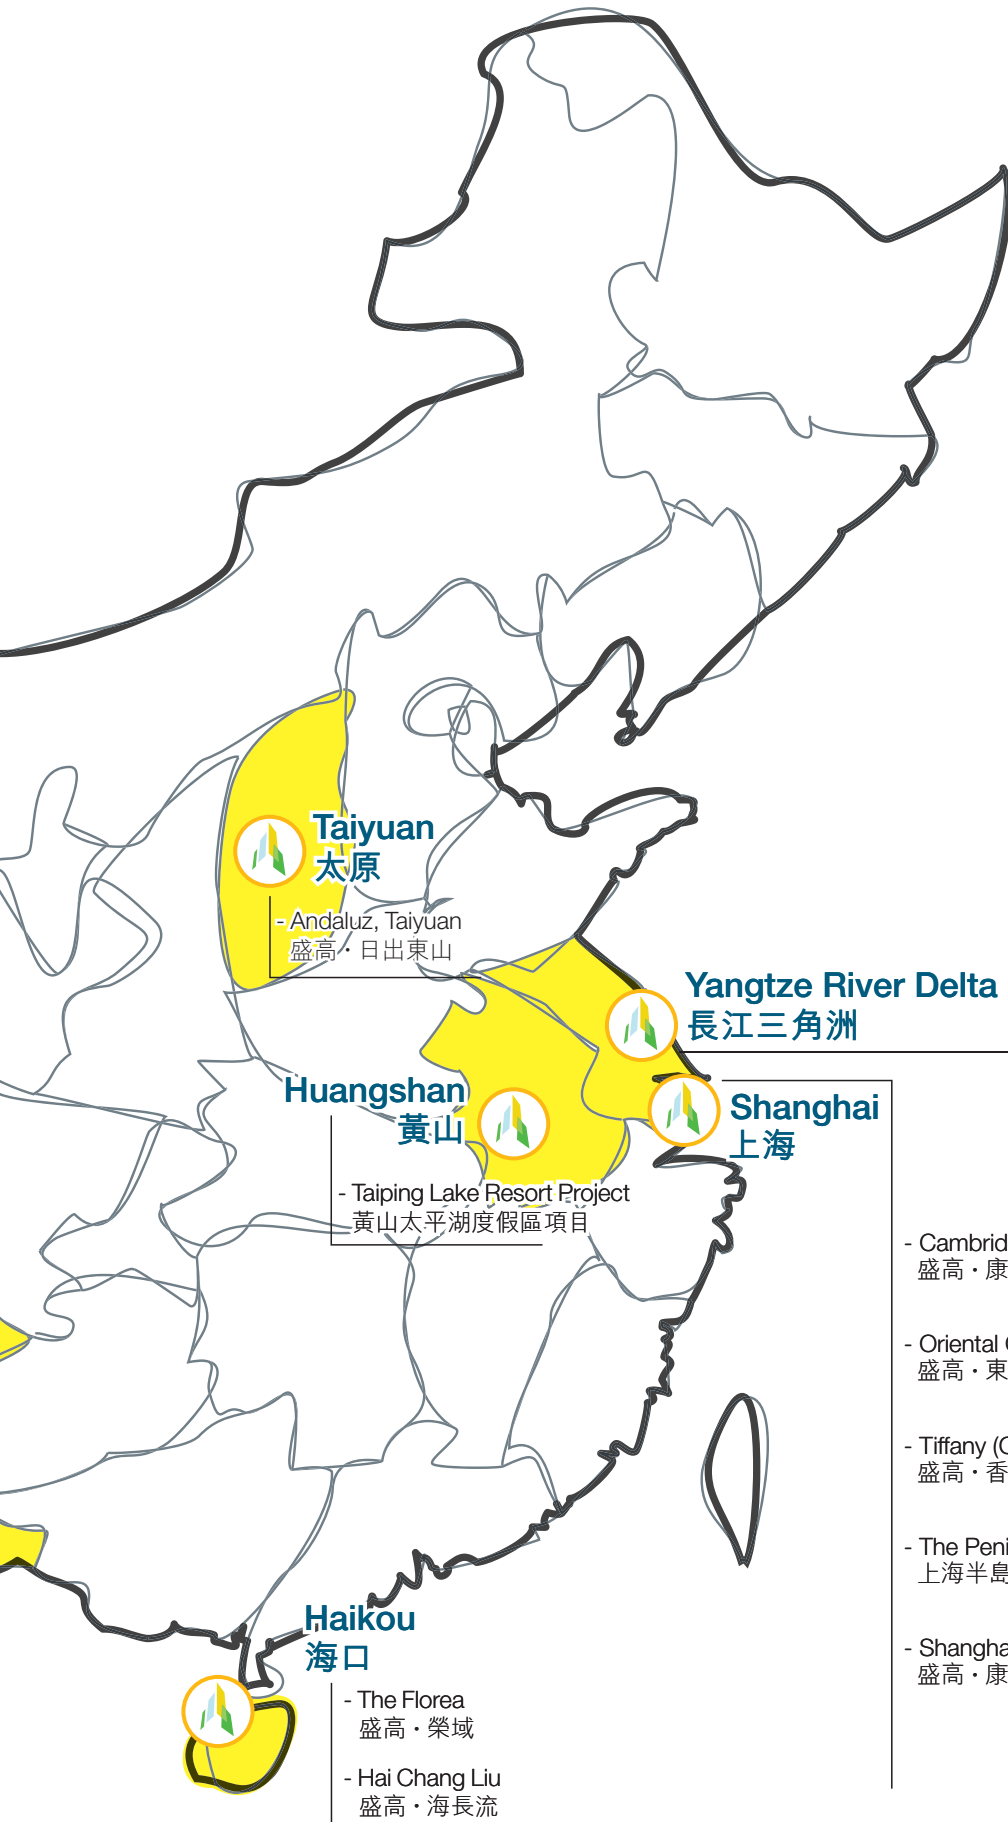 Taiyuan
太原
- Andaluz, Taiyuan
盛高・日出東山
Yangtze River Delta
長江三角洲
Huangshan
黃山
- Taiping Lake Resort Project
黃山太平湖度假區項目
Shanghai
上海
- Cambrid
盛高・康
- Oriental
盛高・東
- Tiffany (
盛高・香
- The Peni
上海半島
- Shangha
盛高・康
Haikou
海口
- The Florea
盛高・榮域
- Hai Chang Liu
盛高・海長流